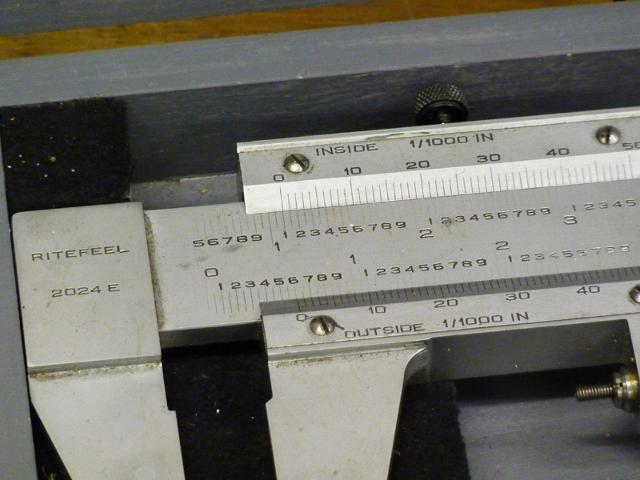 INSIDE 1/1000 IN
0 10 20 30 40 50
56789 123456789 123456789 12345
1 2 3
RITEFEEL
2024 E
0 1 2
123456789 123456789 123456789
0 10 20 30 40
OUTSIDE 1/1000 IN